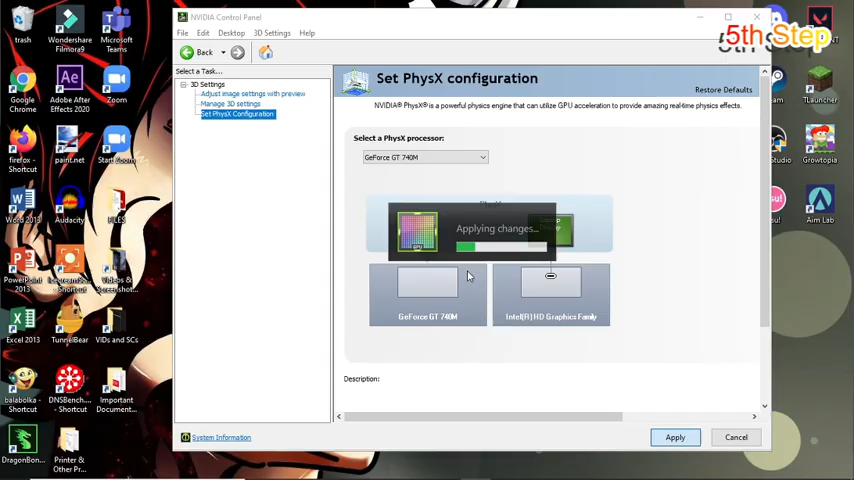 trash
Wondershare
Filmora9
Microsoft
Teams
Google
Chrome
Adobe After
Effects 2020
Zoom
firefox -
Shortcut
paint.net
Start Zoom
Word 2013
Audacity
FILES
PowerPoint
2013
Icecream
Videos &
Screenshot...
Excel 2013
TunnelBear
VIDs and SCs
balabolka -
Shortcut
DNSBench...
- Shortcut
Important
Document...
DragonBon...
Printer &
Other Pr...
NVIDIA Control Panel
File Edit Desktop 3D Settings Help
Back
Select a Task...
3D Settings
Adjust image settings with preview
Manage 3D settings
Set PhysX Configuration
System Information
Set PhysX configuration
Restore Defaults
NVIDIA® PhysX® is a powerful physics engine that can utilize GPU acceleration to provide amazing real-time physics effects.
Select a PhysX processor:
GeForce GT 740M
Applying changes...
GPU
GeForce GT 740M
Intel(R) HD Graphics Family
Description:
Apply
Cancel
5th Step
TLauncher
Studio
Growtopia
Aim Lab